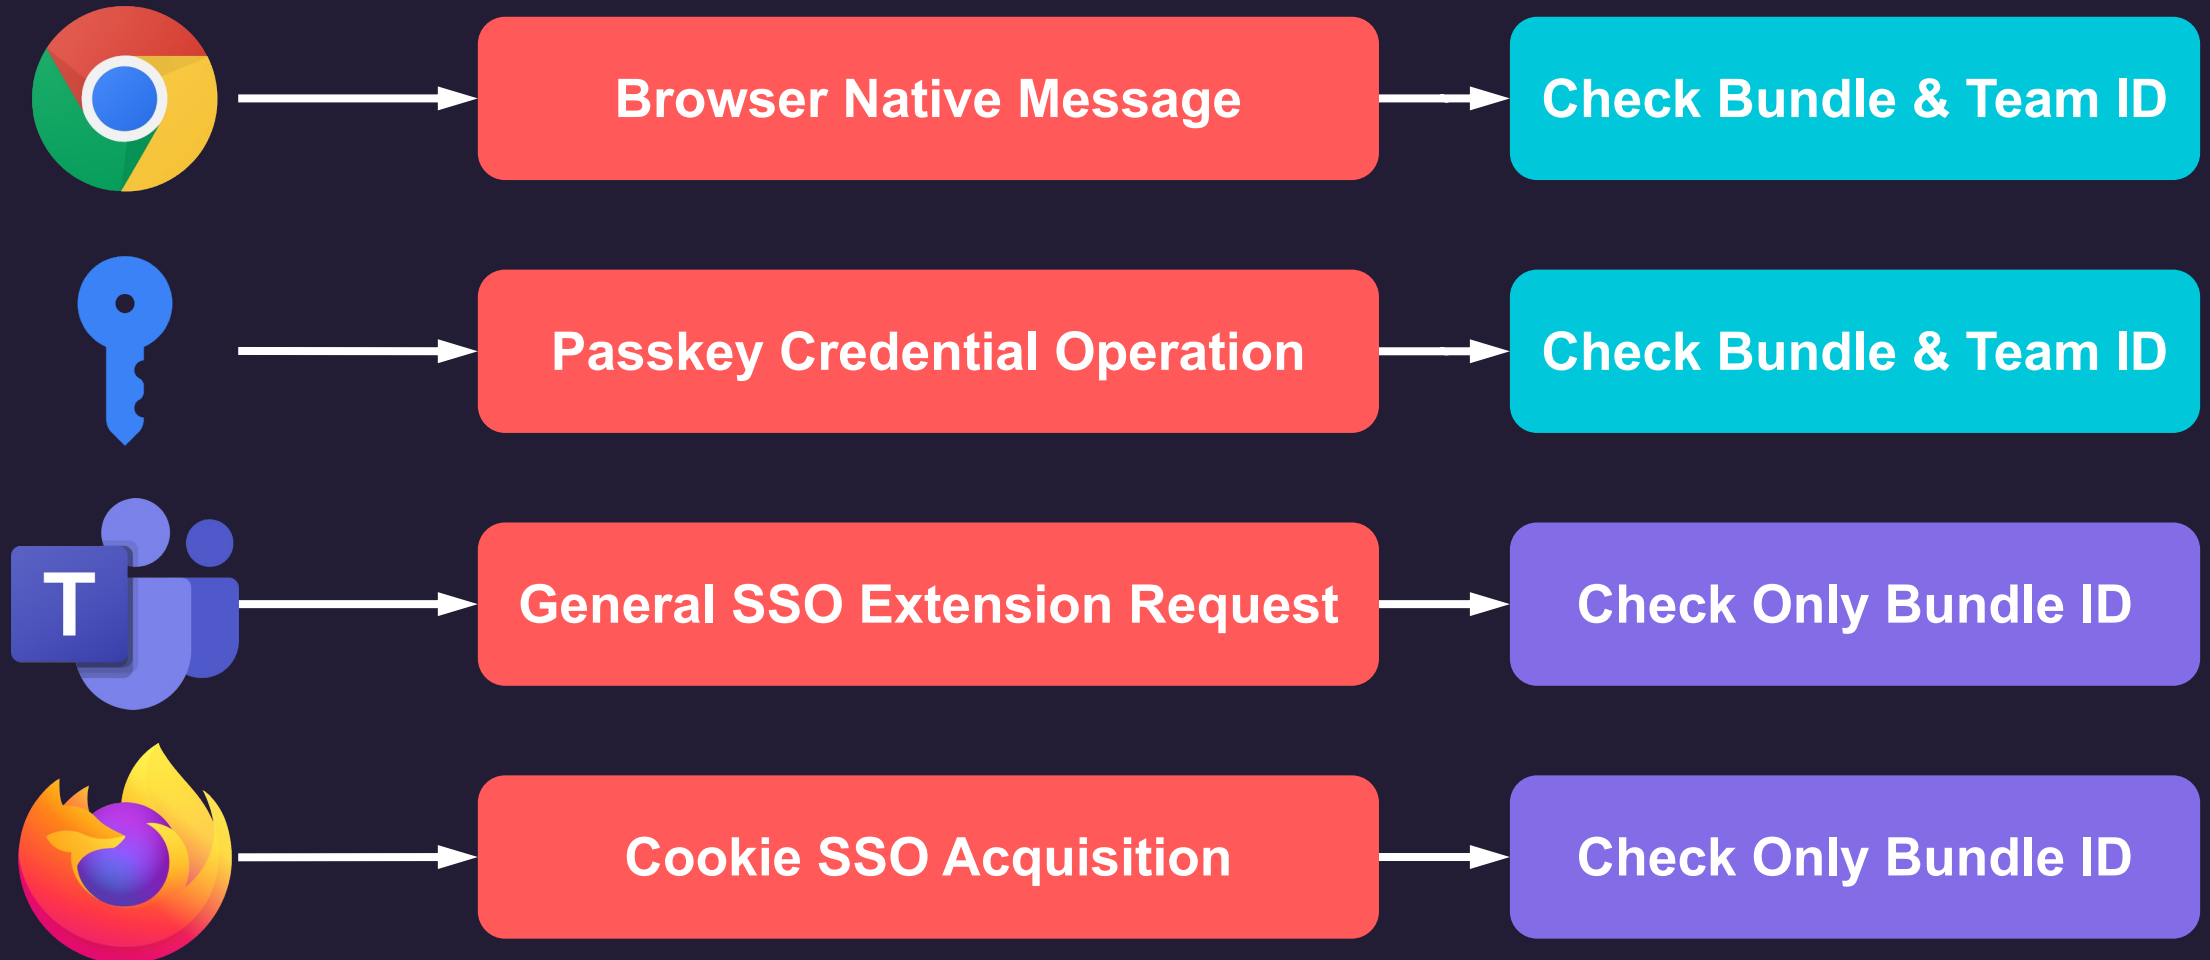 Browser Native Message
Check Bundle & Team ID
Passkey Credential Operation
Check Bundle & Team ID
T
General SSO Extension Request
Check Only Bundle ID
Cookie SSO Acquisition
Check Only Bundle ID